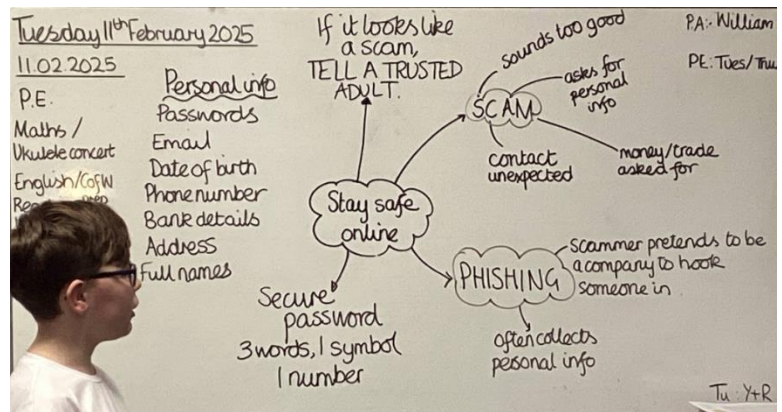 Tuesday 11th February 2025
11.02.2025
P.E.
Maths /
Ukulele concert
English/CofW
Personal info
Passwords
Email
Date of birth
Phone number
Bank details
Address
Full names
If it looks like
a scam,
TELL A TRUSTED
ADULT.
Stay safe
online
Secure
password
3 words, 1 symbol
1 number
SCAM
sounds too good
asks for
personal
info
contact
unexpected
money/trade
asked for
PHISHING
scammer pretends to be
a company to hook
someone in
often collects
personal info
P.A:- William
PE: Tues/Thu
Tu: Y+R